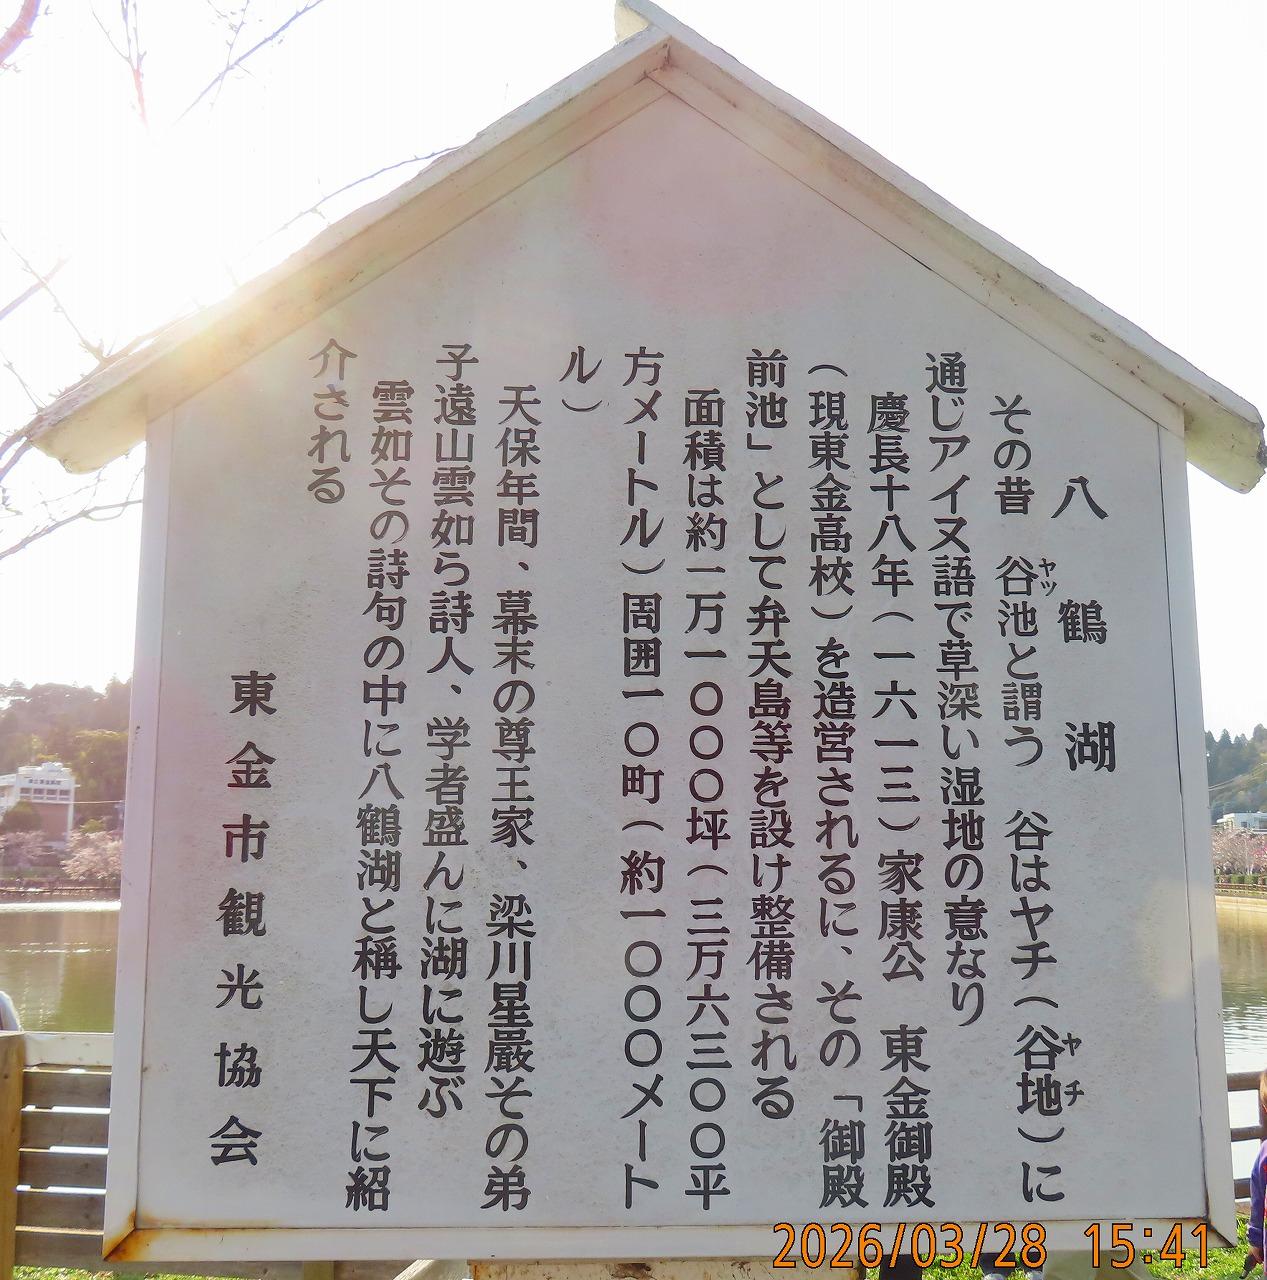 八鶴湖
その昔　谷池と謂う　谷はヤチ（谷地）に
ヤツ
ヤチ
通じアイヌ語で草深い湿地の意なり
慶長十八年（一六一三）家康公　東金御殿
（現東金高校）を造営されるに、その「御殿
前池」として弁天島等を設け整備される
面積は約一万一〇〇〇坪（三万六三〇〇平
方メートル）周囲一〇町（約一〇〇〇メート
ル）
天保年間、幕末の尊王家、梁川星巌その弟
子遠山雲如ら詩人、学者盛んに湖に遊ぶ
雲如その詩句の中に八鶴湖と稱し天下に紹
介される
東金市観光協会
2026/03/28 15:41